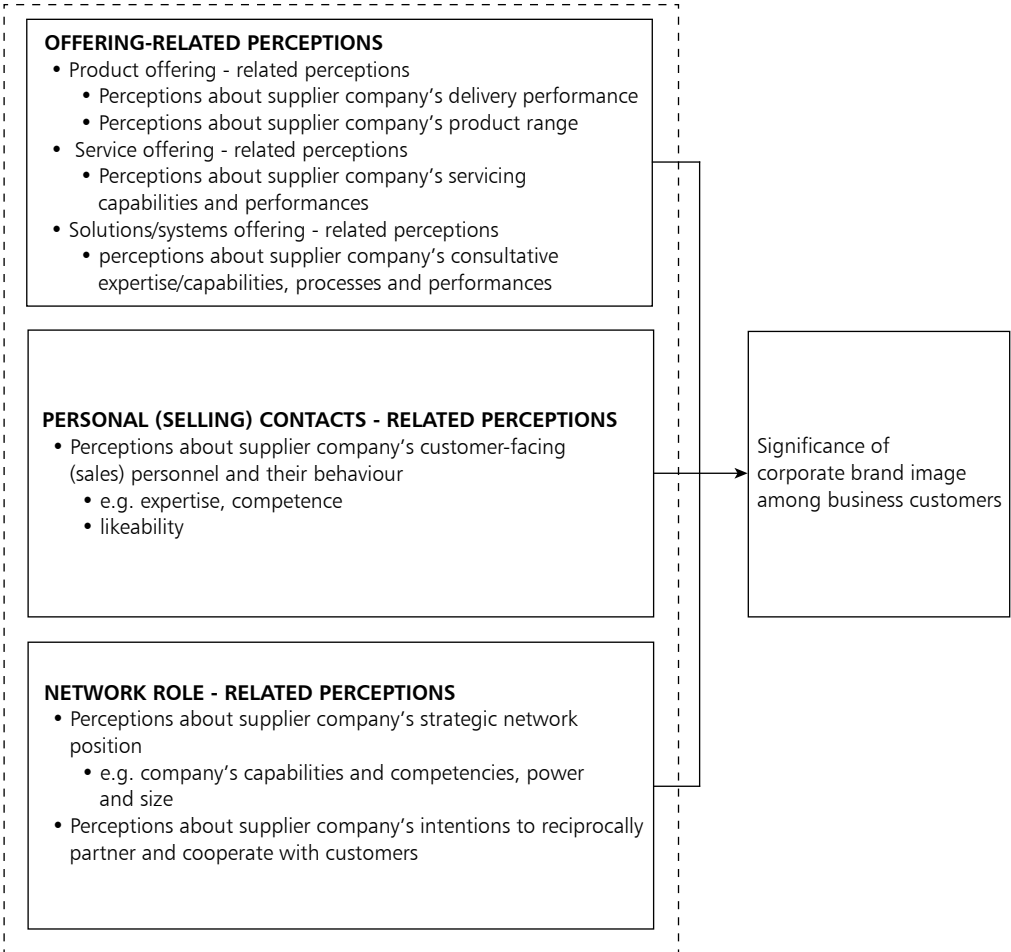 OFFERING-RELATED PERCEPTIONS
• Product offering - related perceptions
• Perceptions about supplier company's delivery performance
• Perceptions about supplier company's product range
• Service offering - related perceptions
• Perceptions about supplier company's servicing
capabilities and performances
• Solutions/systems offering - related perceptions
• perceptions about supplier company's consultative
expertise/capabilities, processes and performances
PERSONAL (SELLING) CONTACTS - RELATED PERCEPTIONS
• Perceptions about supplier company's customer-facing
(sales) personnel and their behaviour
• e.g. expertise, competence
• likeability
NETWORK ROLE - RELATED PERCEPTIONS
• Perceptions about supplier company's strategic network
position
• e.g. company's capabilities and competencies, power
and size
• Perceptions about supplier company's intentions to reciprocally
partner and cooperate with customers
Significance of
corporate brand image
among business customers